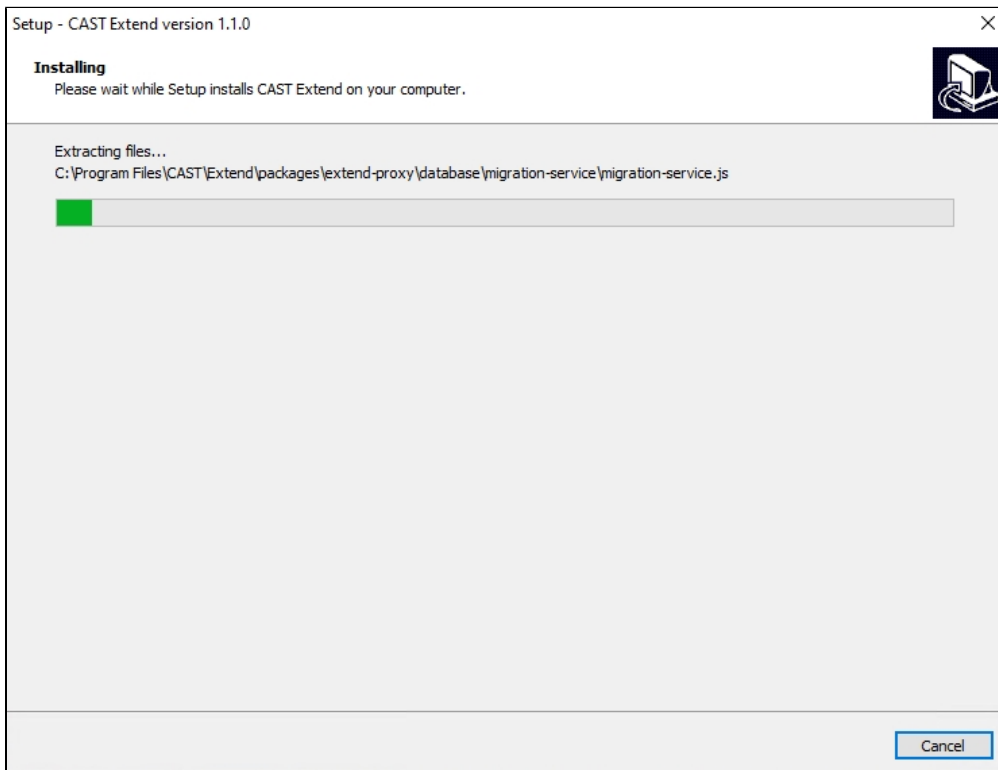 Setup - CAST Extend version 1.1.0
Installing
Please wait while Setup installs CAST Extend on your computer.
Extracting files...
C:\Program Files\CAST\Extend\packages\extend-proxy\database\migration-service\migration-service.js
Cancel